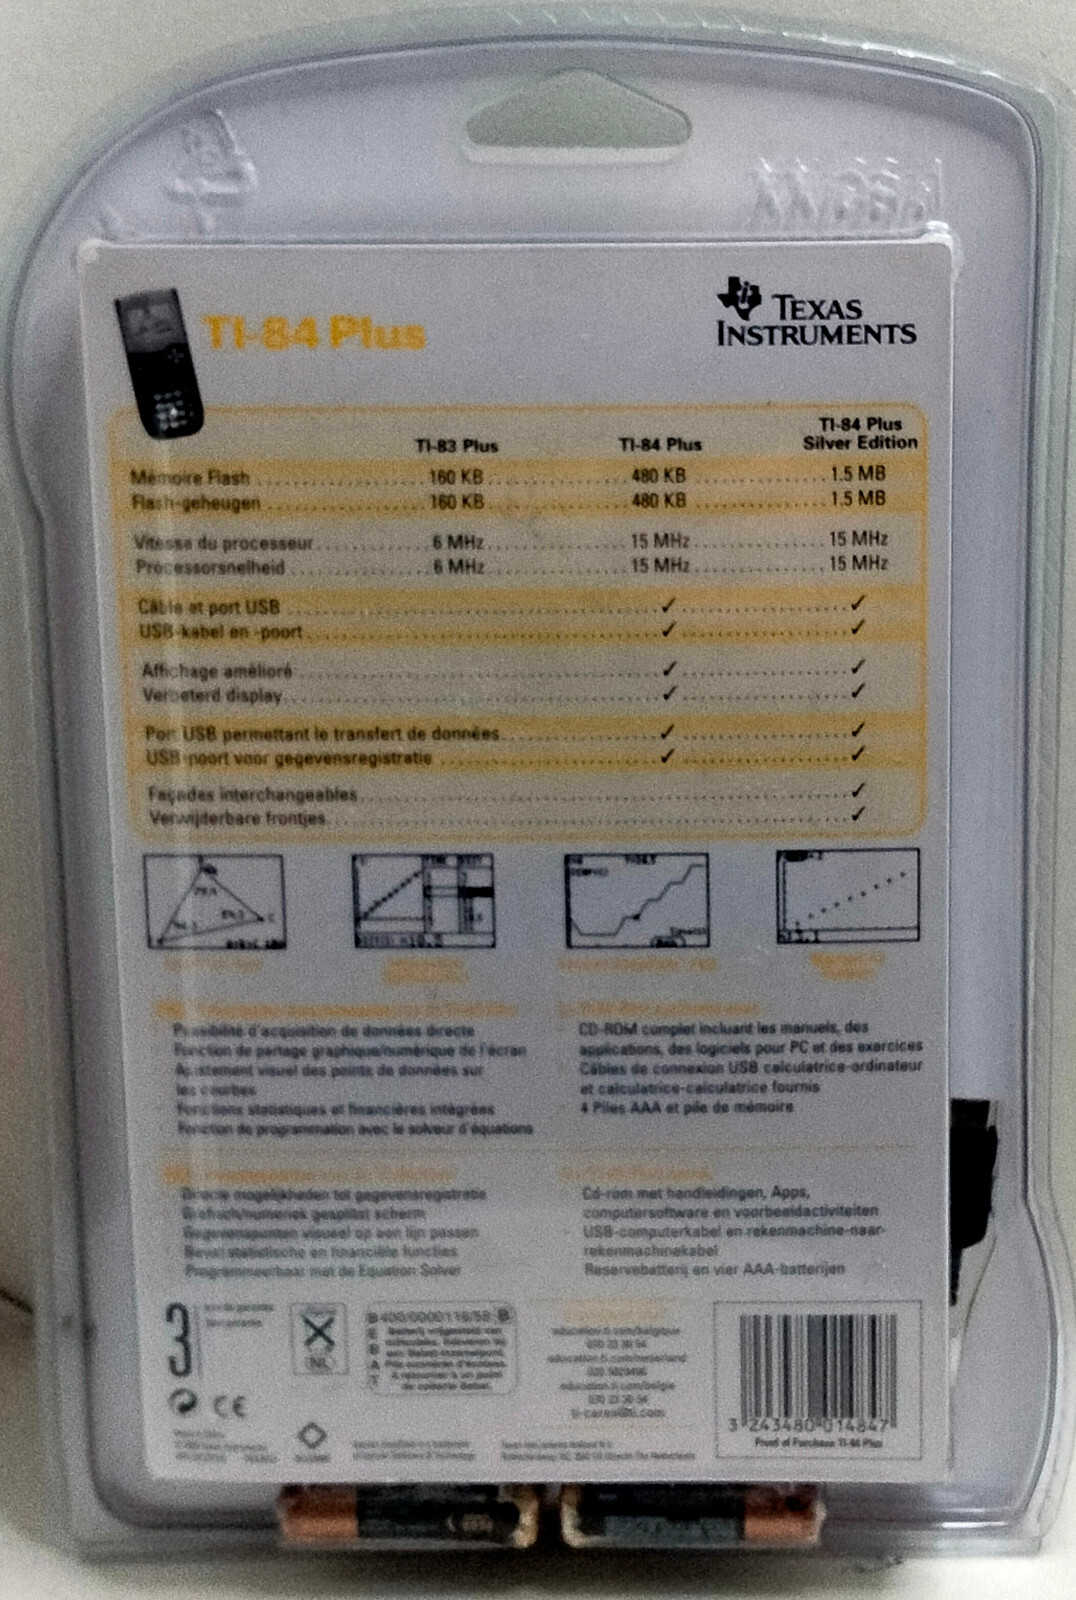 TI-84 Plus
TEXAS
INSTRUMENTS
TI-83 Plus
TI-84 Plus
TI-84 Plus
Silver Edition
Mémoire Flash 160 KB 480 KB 1.5 MB
Flash-geheugen 160 KB 480 KB 1.5 MB
Vitesse du processeur 6 MHz 15 MHz 15 MHz
Processorsnelheid 6 MHz 15 MHz 15 MHz
Câble et port USB ✓ ✓
USB-kabel en -poort ✓ ✓
Affichage amélioré ✓ ✓
Verbeterd display ✓ ✓
Port USB permettant le transfert de données ✓ ✓
USB-poort voor gegevensregistratie ✓ ✓
Façades interchangeables ✓
Verwijderbare frontjes ✓
Possibilité d'acquisition de données directe
Fonction de partage graphique/numérique de l'écran
Ajustement visuel des points de données sur
les courbes
Fonctions statistiques et financières intégrées
Fonction de programmation avec le solveur d'équations
CD-ROM complet incluant les manuels, des
applications, des logiciels pour PC et des exercices
Câbles de connexion USB calculatrice-ordinateur
et calculatrice-calculatrice fournis
4 Piles AAA et pile de mémoire
Directe mogelijkheden tot gegevensregistratie
Grafisch/numeriek gesplitst scherm
Gegevenspunten visueel op een lijn passen
Bevat statistische en financiële functies
Programmeerbaar met de Equation Solver
Cd-rom met handleidingen, Apps,
computersoftware en voorbeeldactiviteiten
USB-computerkabel en rekenmachine-naar-
rekenmachinekabel
Reservebatterij en vier AAA-batterijen
3
NL
BEBAT
education.ti.com/belgique
education.ti.com/nederland
education.ti.com/belgie
ti-cares@ti.com
CE
3 243480 014847
Proof of Purchase TI-84 Plus